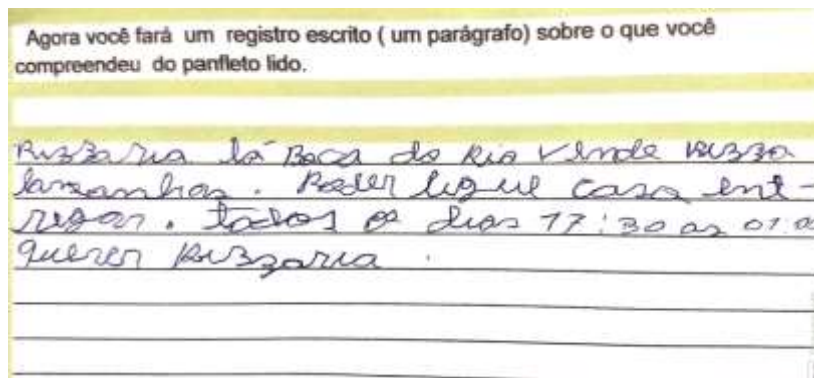 Agora você fará um registro escrito ( um parágrafo) sobre o que você
compreendeu do panfleto lido.
Pizzaria lá Boca do Rio vende pizza
lansanhas. Poder ligue casa ent-
regar. todos os dias 17:30 as 01:0
querer pizzaria.